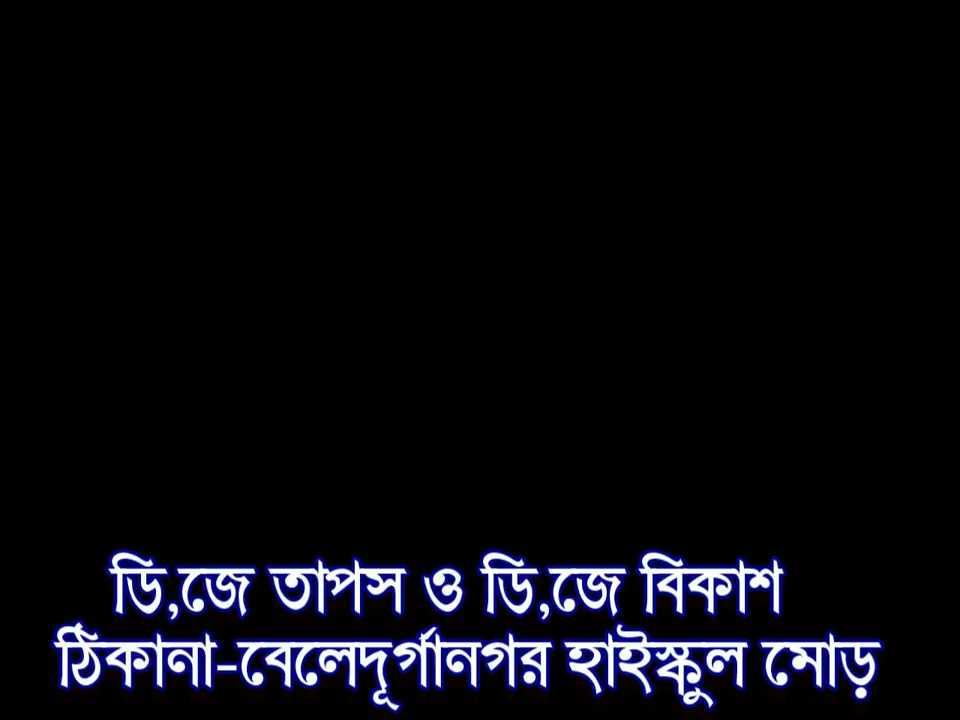 ডি,জে তাপস ও ডি,জে বিকাশ
ঠিকানা-বেলেদূর্গানগর হাইস্কুল মোড়